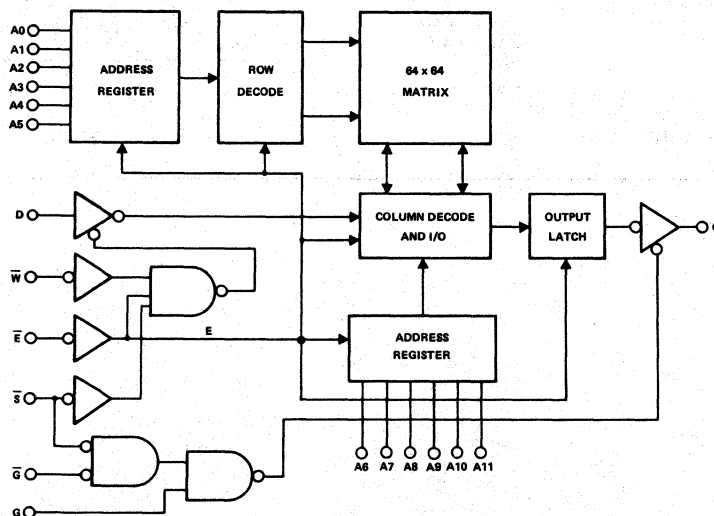 A0
A1
A2
A3
A4
A5
ADDRESS
REGISTER
ROW
DECODE
64 x 64
MATRIX
D
COLUMN DECODE
AND I/O
OUTPUT
LATCH
W
E
E
ADDRESS
REGISTER
S
G
G
A6 A7 A8 A9 A10 A11